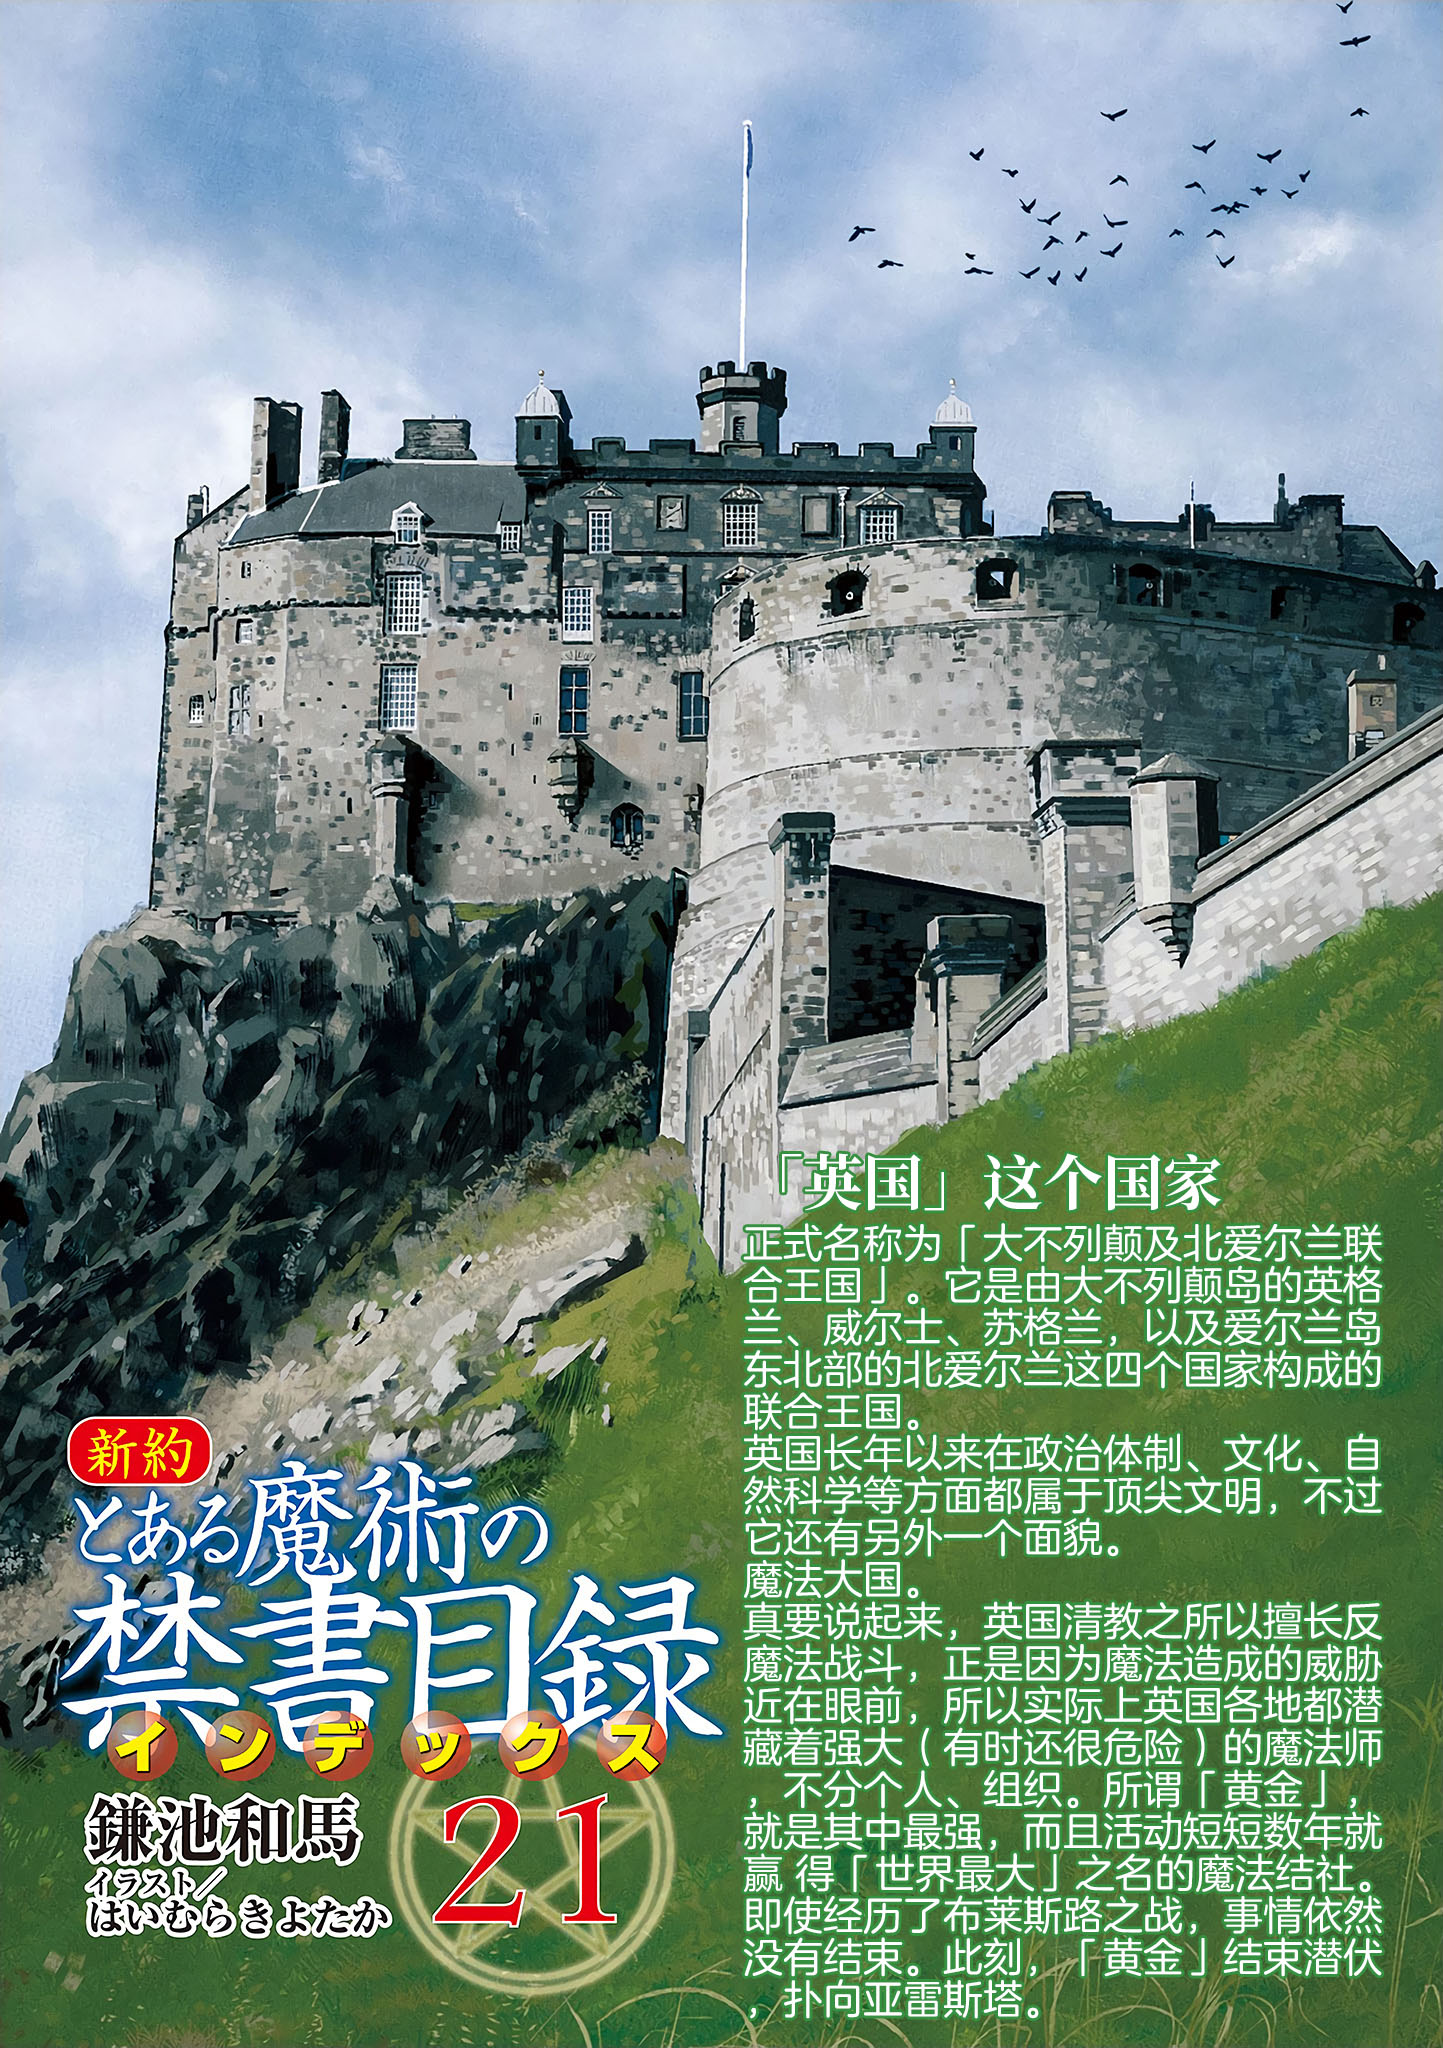 「英国」这个国家
正式名称为「大不列颠及北爱尔兰联
合王国」。它是由大不列颠岛的英格
兰、威尔士、苏格兰，以及爱尔兰岛
东北部的北爱尔兰这四个国家构成的
联合王国。
英国长年以来在政治体制、文化、自
然科学等方面都属于顶尖文明，不过
它还有另外一个面貌。
魔法大国。
真要说起来，英国清教之所以擅长反
魔法战斗，正是因为魔法造成的威胁
近在眼前，所以实际上英国各地都潜
藏着强大（有时还很危险）的魔法师
，不分个人、组织。所谓「黄金」，
就是其中最强，而且活动短短数年就
赢 得「世界最大」之名的魔法结社。
即使经历了布莱斯路之战，事情依然
没有结束。此刻，「黄金」结束潜伏
，扑向亚雷斯塔。
新約
とある魔術の
禁書目録
インデックス
21
鎌池和馬
イラスト／
はいむらきよたか